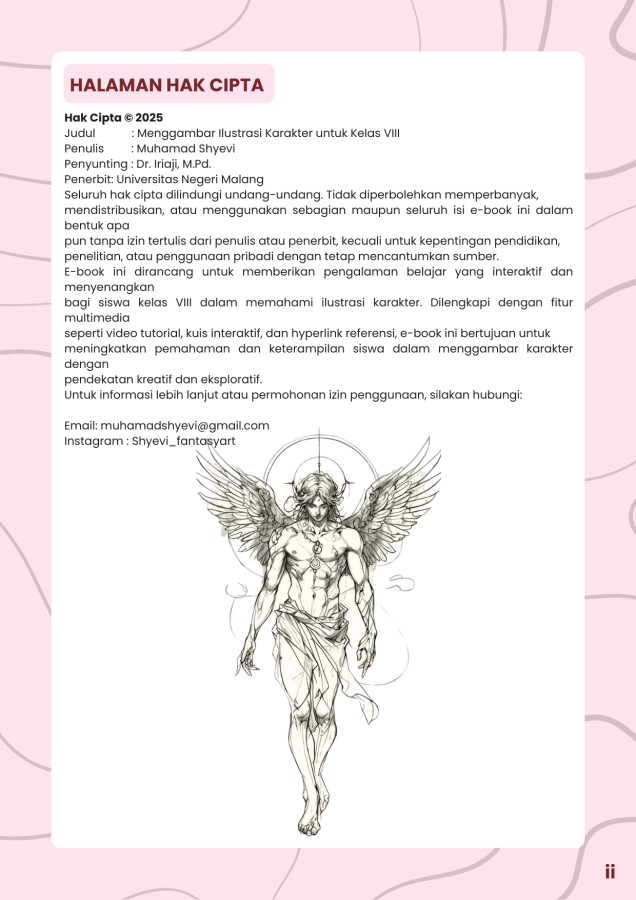 HALAMAN HAK CIPTA
Hak Cipta © 2025
Judul : Menggambar Ilustrasi Karakter untuk Kelas VIII
Penulis : Muhamad Shyevi
Penyunting : Dr. Iriaji, M.Pd.
Penerbit: Universitas Negeri Malang
Seluruh hak cipta dilindungi undang-undang. Tidak diperbolehkan memperbanyak,
mendistribusikan, atau menggunakan sebagian maupun seluruh isi e-book ini dalam
bentuk apa
pun tanpa izin tertulis dari penulis atau penerbit, kecuali untuk kepentingan pendidikan,
penelitian, atau penggunaan pribadi dengan tetap mencantumkan sumber.
E-book ini dirancang untuk memberikan pengalaman belajar yang interaktif dan
menyenangkan
bagi siswa kelas VIII dalam memahami ilustrasi karakter. Dilengkapi dengan fitur
multimedia
seperti video tutorial, kuis interaktif, dan hyperlink referensi, e-book ini bertujuan untuk
meningkatkan pemahaman dan keterampilan siswa dalam menggambar karakter
dengan
pendekatan kreatif dan eksploratif.
Untuk informasi lebih lanjut atau permohonan izin penggunaan, silakan hubungi:
Email: muhamadshyevi@gmail.com
Instagram : Shyevi_fantasyart
ii